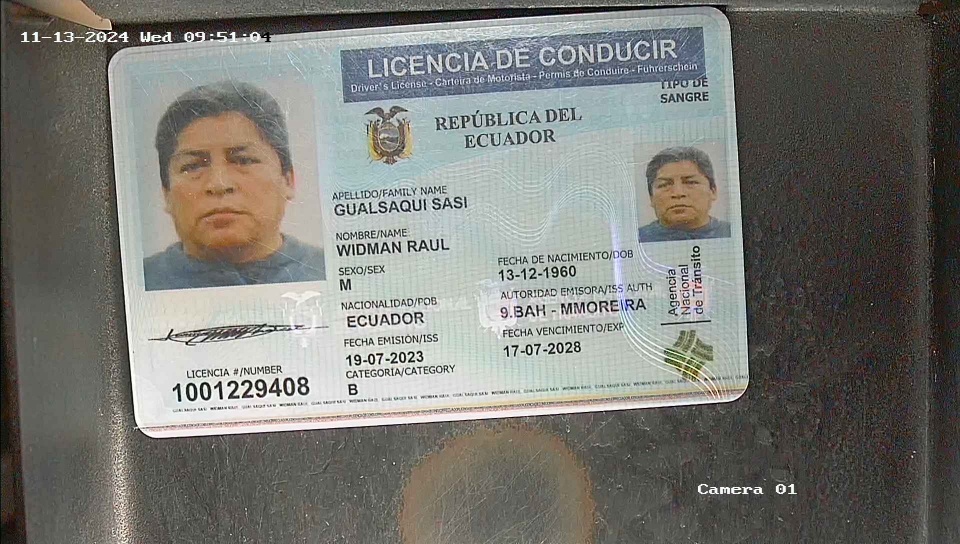 11-13-2024 Wed 09:51:04
LICENCIA DE CONDUCIR
Driver's License - Carteira de Motorista - Permis de Conduire - Führerschein
TIPO DE
SANGRE
REPÚBLICA DEL
ECUADOR
APELLIDO/FAMILY NAME
GUALSAQUI SASI
NOMBRE/NAME
WIDMAN RAUL
SEXO/SEX
M
FECHA DE NACIMIENTO/DOB
13-12-1960
NACIONALIDAD/POB
ECUADOR
AUTORIDAD EMISORA/ISS AUTH
9.BAH - MMOREIRA
FECHA EMISIÓN/ISS
19-07-2023
FECHA VENCIMIENTO/EXP
17-07-2028
CATEGORÍA/CATEGORY
B
LICENCIA #/NUMBER
1001229408
Agencia
Nacional
de Tránsito
Camera 01